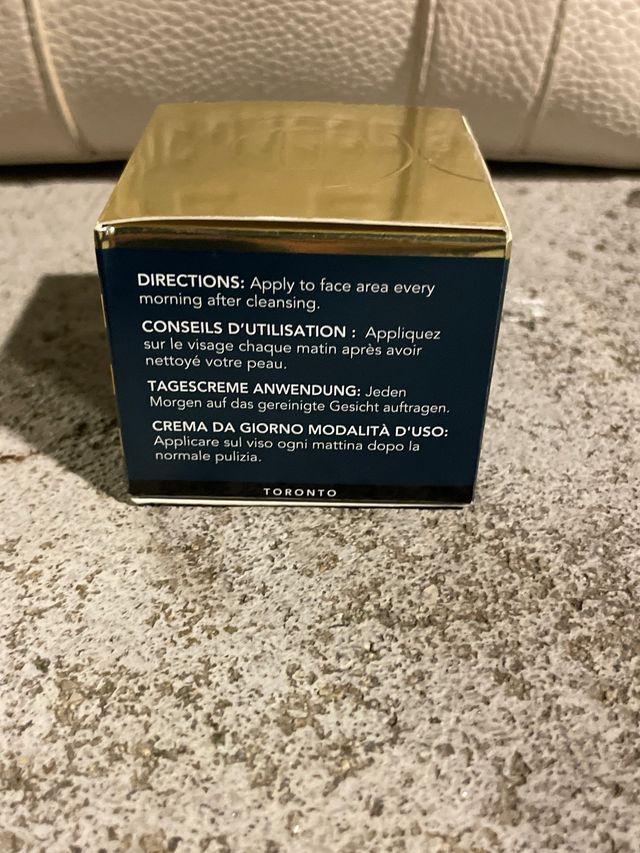 DIRECTIONS: Apply to face area every
morning after cleansing.
CONSEILS D'UTILISATION : Appliquez
sur le visage chaque matin après avoir
nettoyé votre peau.
TAGESCREME ANWENDUNG: Jeden
Morgen auf das gereinigte Gesicht auftragen.
CREMA DA GIORNO MODALITÀ D'USO:
Applicare sul viso ogni mattina dopo la
normale pulizia.
TORONTO